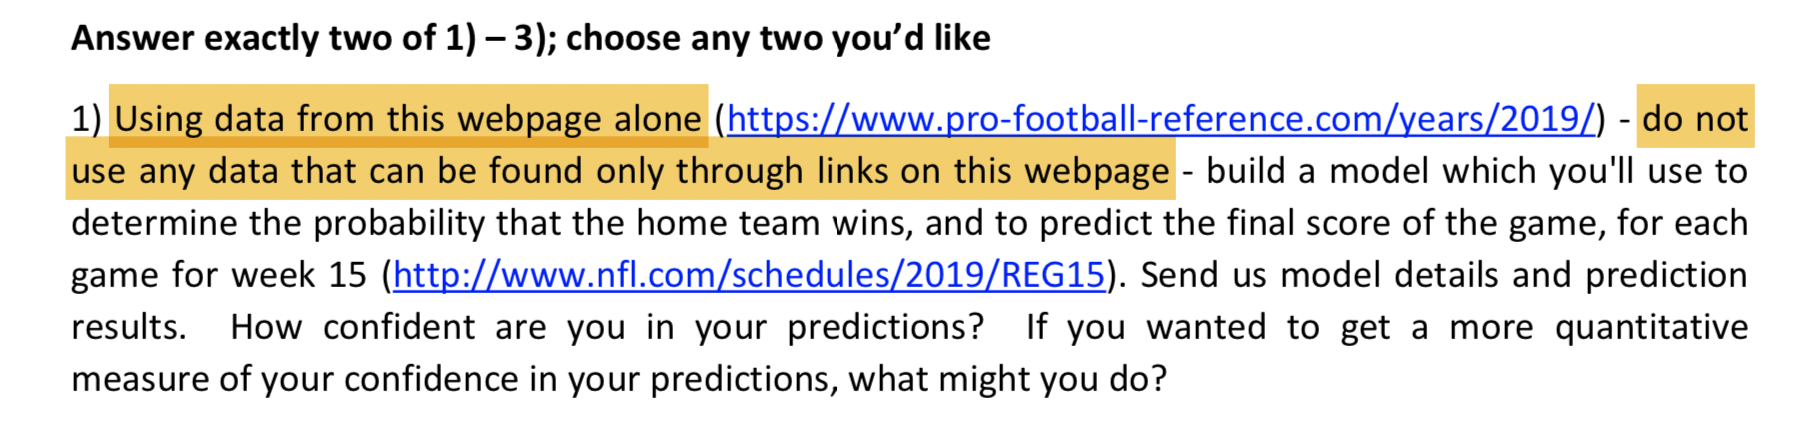 Answer exactly two of 1) – 3); choose any two you’d like
1) Using data from this webpage alone (https://www.pro-football-reference.com/years/2019/) - do not
use any data that can be found only through links on this webpage - build a model which you'll use to
determine the probability that the home team wins, and to predict the final score of the game, for each
game for week 15 (http://www.nfl.com/schedules/2019/REG15). Send us model details and prediction
results. How confident are you in your predictions? If you wanted to get a more quantitative
measure of your confidence in your predictions, what might you do?